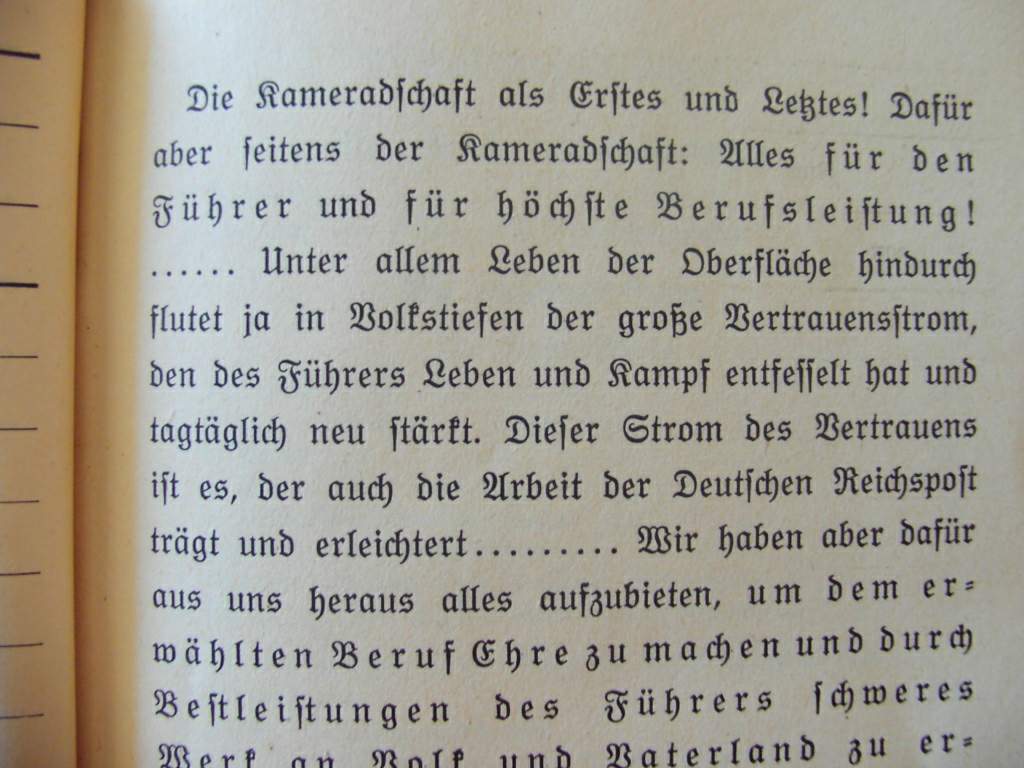 Die Kameradschaft als Erstes und Letztes! Dafür
aber seitens der Kameradschaft: Alles für den
Führer und für höchste Berufsleistung!
...... Unter allem Leben der Oberfläche hindurch
flutet ja in Volkstiefen der große Vertrauensstrom,
den des Führers Leben und Kampf entfesselt hat und
tagtäglich neu stärkt. Dieser Strom des Vertrauens
ist es, der auch die Arbeit der Deutschen Reichspost
trägt und erleichtert......... Wir haben aber dafür
aus uns heraus alles aufzubieten, um dem er-
wählten Beruf Ehre zu machen und durch
Bestleistungen des Führers schweres
Werk an Volk und Vaterland zu er-